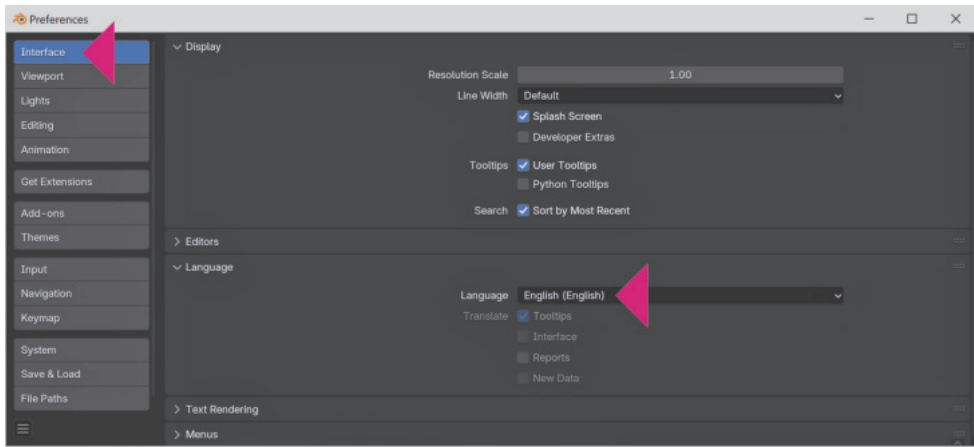 Preferences
Interface
Viewport
Lights
Editing
Animation
Get Extensions
Add-ons
Themes
Input
Navigation
Keymap
System
Save & Load
File Paths
Display
Resolution Scale 1.00
Line Width Default
Splash Screen
Developer Extras
Tooltips User Tooltips
Python Tooltips
Search Sort by Most Recent
Editors
Language
Language English (English)
Translate Tooltips
Interface
Reports
New Data
Text Rendering
Menus